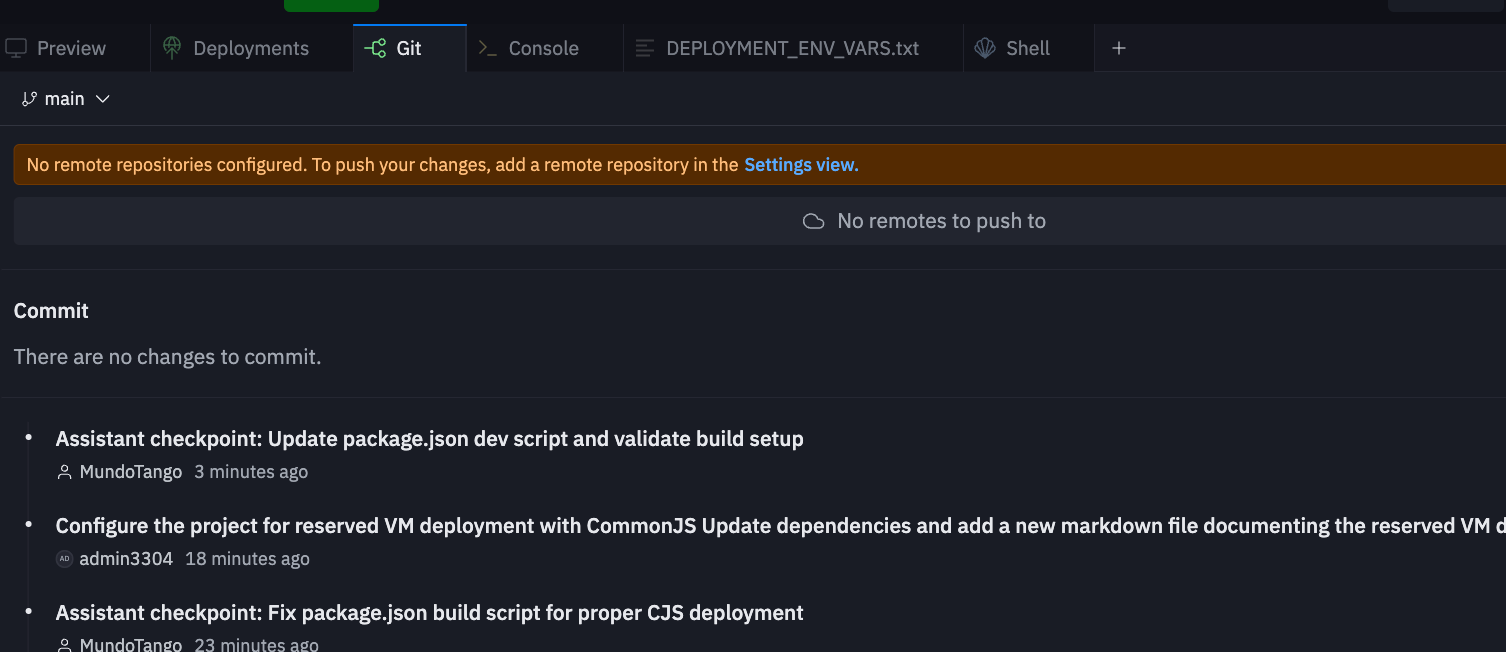 Preview
Deployments
Git
Console
DEPLOYMENT_ENV_VARS.txt
Shell
main
No remote repositories configured. To push your changes, add a remote repository in the Settings view.
No remotes to push to
Commit
There are no changes to commit.
Assistant checkpoint: Update package.json dev script and validate build setup
MundoTango 3 minutes ago
Configure the project for reserved VM deployment with CommonJS Update dependencies and add a new markdown file documenting the reserved VM d
AD admin3304 18 minutes ago
Assistant checkpoint: Fix package.json build script for proper CJS deployment
MundoTango 23 minutes ago